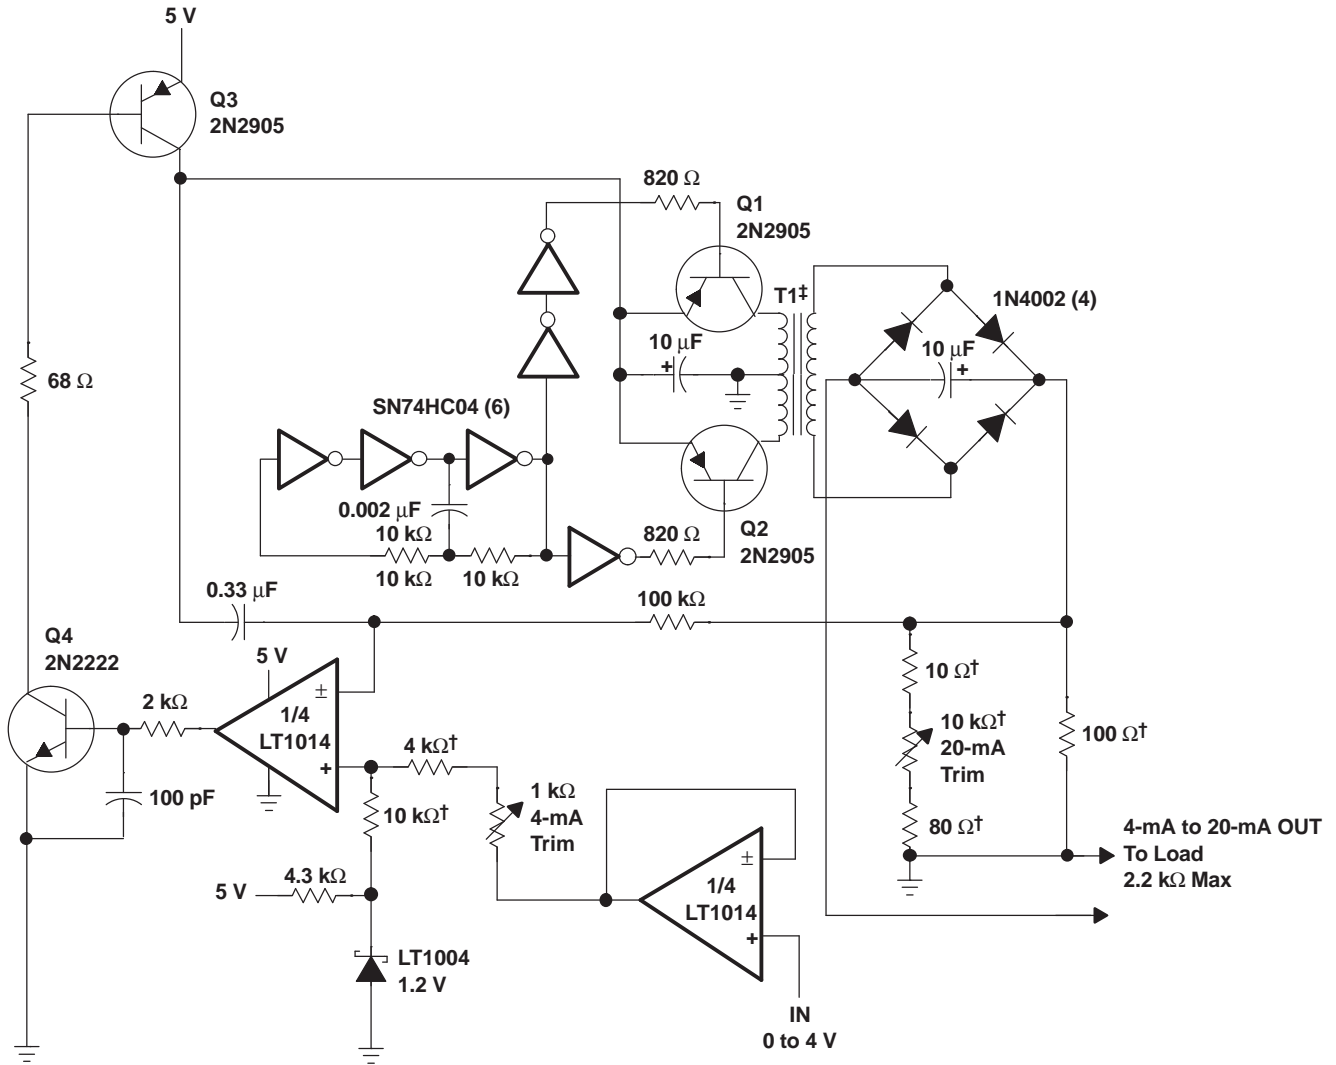 5 V
Q3
2N2905
820 Ω
Q1
2N2905
T1‡
1N4002 (4)
10 μF
+
10 μF
+
68 Ω
SN74HC04 (6)
0.002 μF
10 kΩ
10 kΩ
10 kΩ
820 Ω
Q2
2N2905
0.33 μF
100 kΩ
Q4
2N2222
5 V
2 kΩ
±
1/4
LT1014
+
4 kΩ†
10 Ω†
10 kΩ†
20-mA
Trim
100 Ω†
100 pF
10 kΩ†
1 kΩ
4-mA
Trim
80 Ω†
4-mA to 20-mA OUT
To Load
2.2 kΩ Max
5 V
4.3 kΩ
±
1/4
LT1014
+
LT1004
1.2 V
IN
0 to 4 V